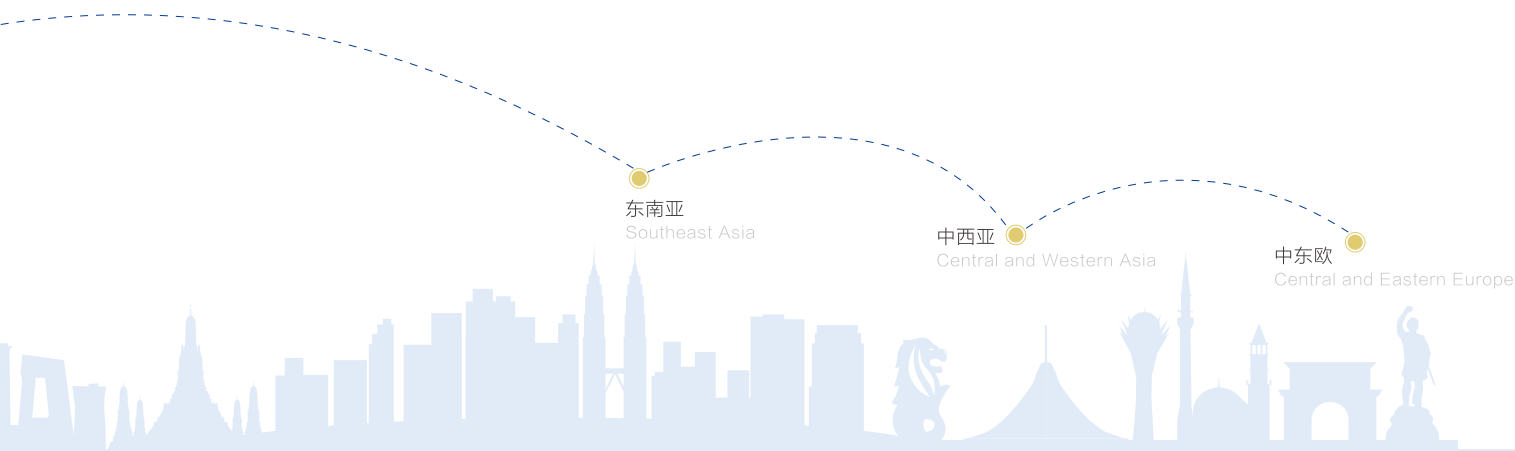 东南亚
Southeast Asia
中西亚
Central and Western Asia
中东欧
Central and Eastern Europe